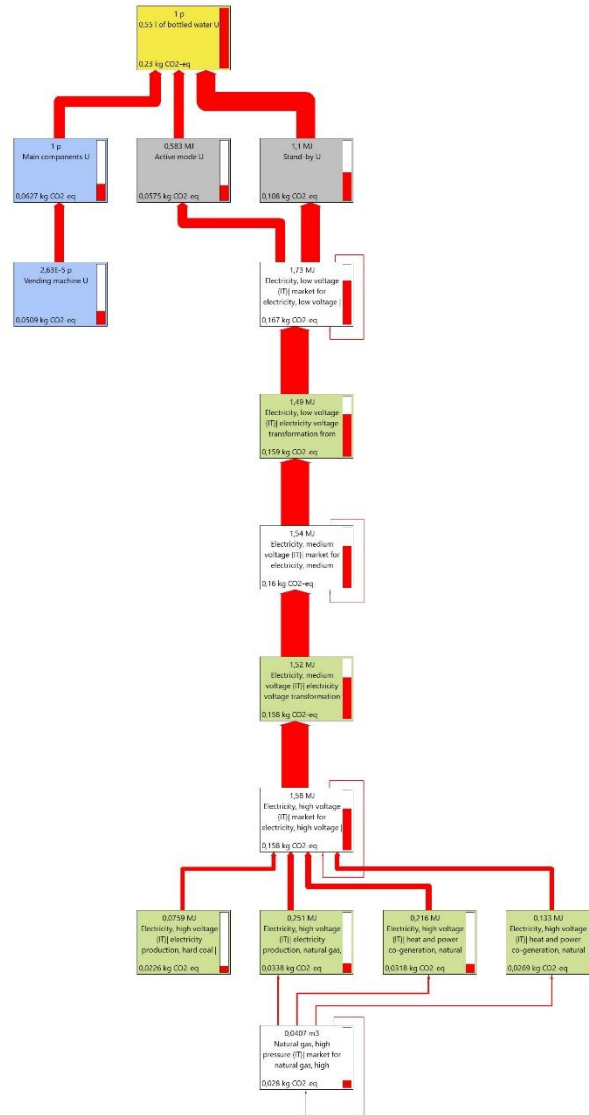 1 p
0,55 l of bottled water U
0,23 kg CO2-eq
1 p
Main components U
0,0627 kg CO2-eq
0,583 MJ
Active mode U
0,0575 kg CO2-eq
1,1 MJ
Stand-by U
0,108 kg CO2-eq
2,63E-5 p
Vending machine U
0,0509 kg CO2-eq
1,73 MJ
Electricity, low voltage
{IT}| market for
electricity, low voltage |
0,167 kg CO2-eq
1,49 MJ
Electricity, low voltage
{IT}| electricity voltage
transformation from
0,159 kg CO2-eq
1,54 MJ
Electricity, medium
voltage {IT}| market for
electricity, medium
0,16 kg CO2-eq
1,52 MJ
Electricity, medium
voltage {IT}| electricity
voltage transformation
0,158 kg CO2-eq
1,58 MJ
Electricity, high voltage
{IT}| market for
electricity, high voltage |
0,158 kg CO2-eq
0,0759 MJ
Electricity, high voltage
{IT}| electricity
production, hard coal |
0,0226 kg CO2-eq
0,251 MJ
Electricity, high voltage
{IT}| electricity
production, natural gas,
0,0338 kg CO2-eq
0,216 MJ
Electricity, high voltage
{IT}| heat and power
co-generation, natural
0,0318 kg CO2-eq
0,133 MJ
Electricity, high voltage
{IT}| heat and power
co-generation, natural
0,0269 kg CO2-eq
0,0407 m3
Natural gas, high
pressure {IT}| market for
natural gas, high
0,028 kg CO2-eq